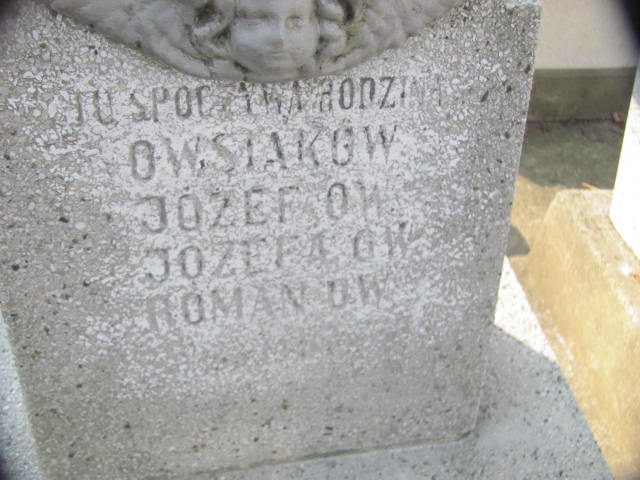 TU SPOCZYWA RODZINA
OWSIAKÓW
JÓZEF OW.
JÓZEFA OW.
ROMAN OW.